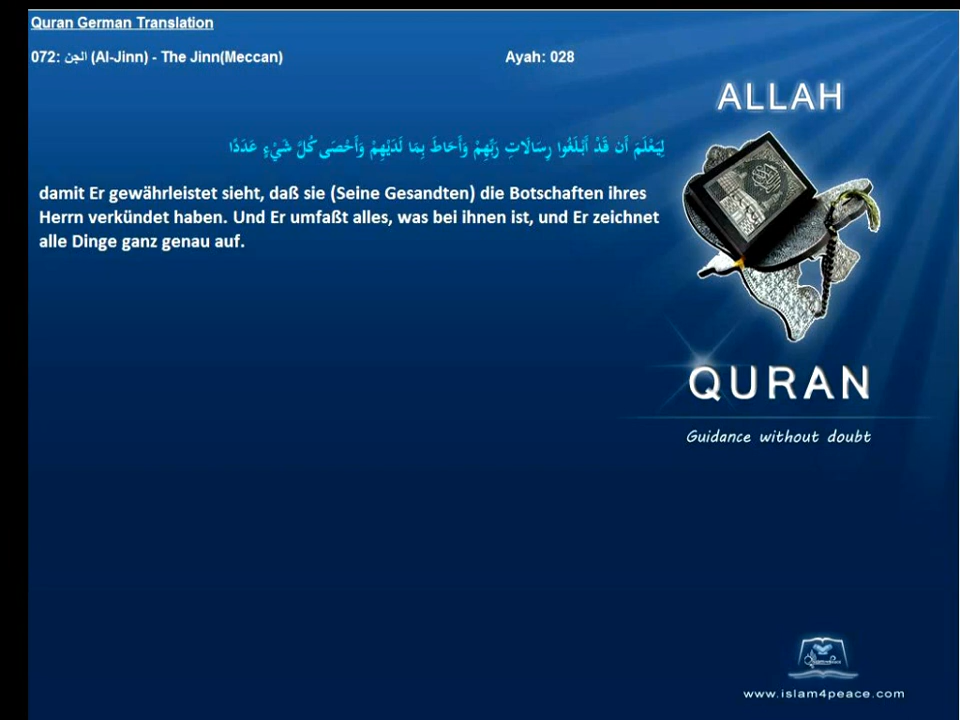 Quran German Translation
072: الجن (Al-Jinn) - The Jinn(Meccan) Ayah: 028
ALLAH
لِيَعْلَمَ أَن قَدْ أَبْلَغُوا رِسَالَاتِ رَبِّهِمْ وَأَحَاطَ بِمَا لَدَيْهِمْ وَأَحْصَى كُلَّ شَيْءٍ عَدَدًا
damit Er gewährleistet sieht, daß sie (Seine Gesandten) die Botschaften ihres
Herrn verkündet haben. Und Er umfaßt alles, was bei ihnen ist, und Er zeichnet
alle Dinge ganz genau auf.
QURAN
Guidance without doubt
www.islam4peace.com